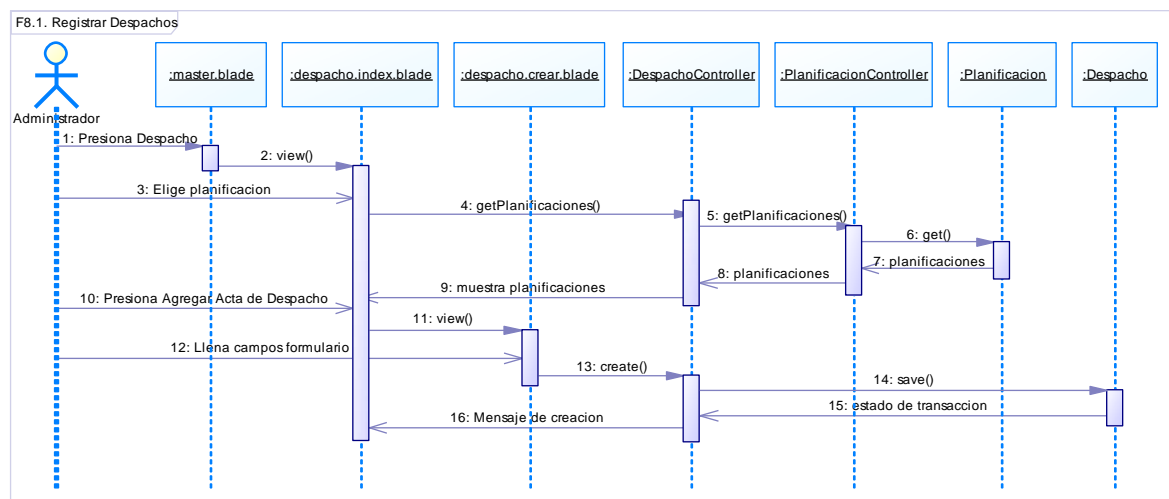 F8.1. Registrar Despachos
:master.blade
:despacho.index.blade
:despacho.crear.blade
:DespachoController
:PlanificacionController
:Planificacion
:Despacho
Administrador
1: Presiona Despacho
2: view()
3: Elige planificacion
4: getPlanificaciones()
5: getPlanificaciones()
6: get()
7: planificaciones
8: planificaciones
9: muestra planificaciones
10: Presiona Agregar Acta de Despacho
11: view()
12: Llena campos formulario
13: create()
14: save()
15: estado de transaccion
16: Mensaje de creacion